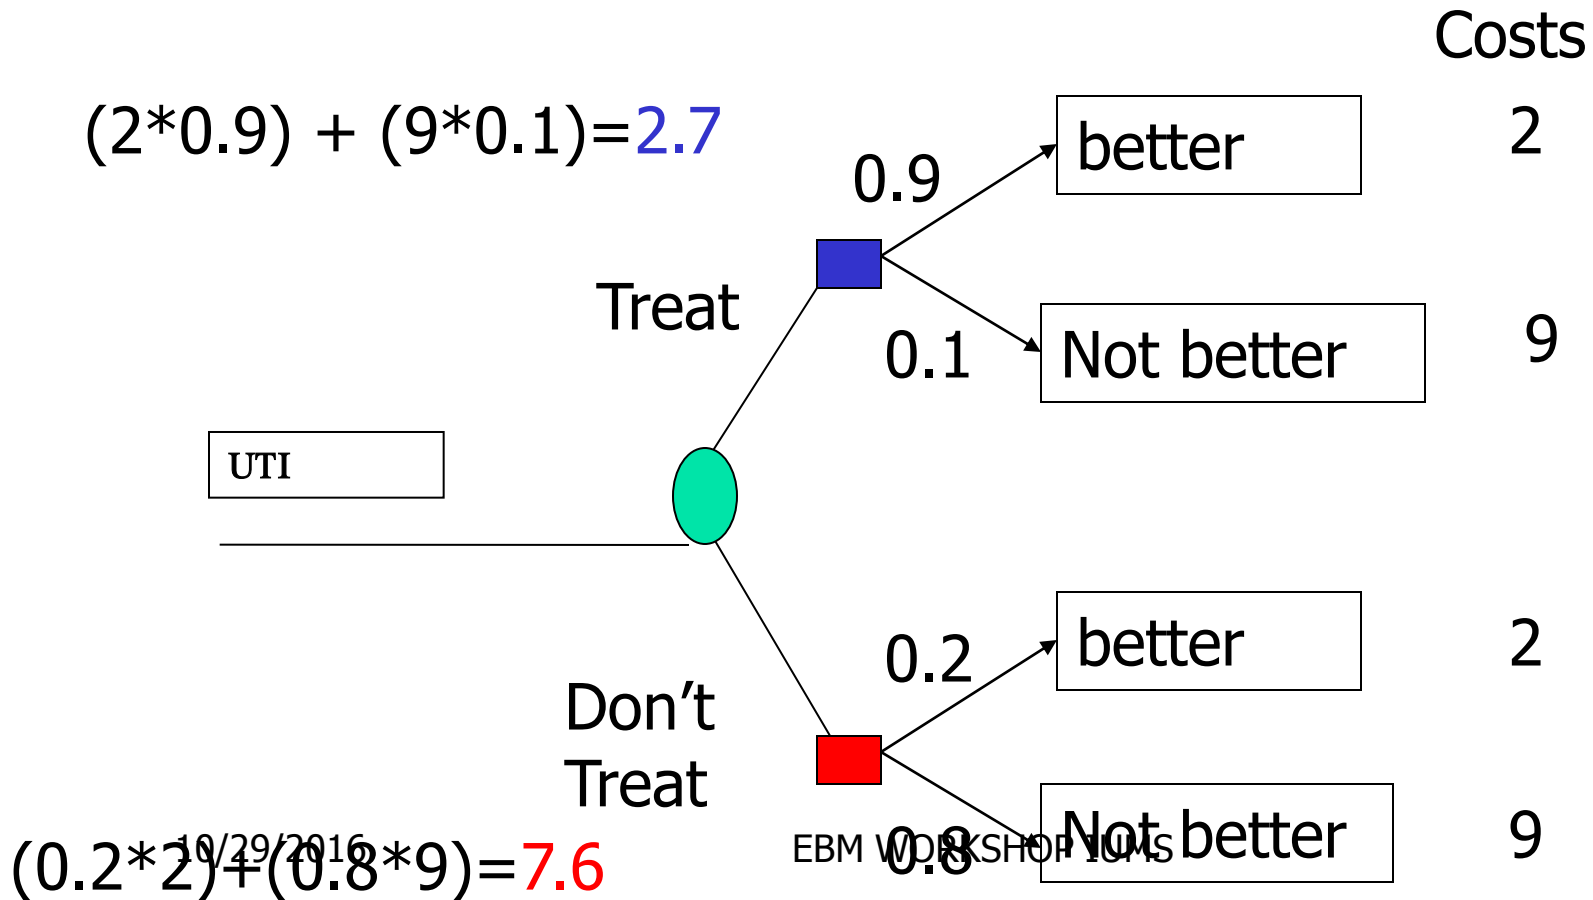 Costs
(2*0.9) + (9*0.1)=2.7
better
2
0.9
Treat
0.1
Not better
9
UTI
0.2
better
2
Don’t
Treat
0.8
Not better
9
(0.2*2)+(0.8*9)=7.6
10/29/2016
EBM WORKSHOP IUMS